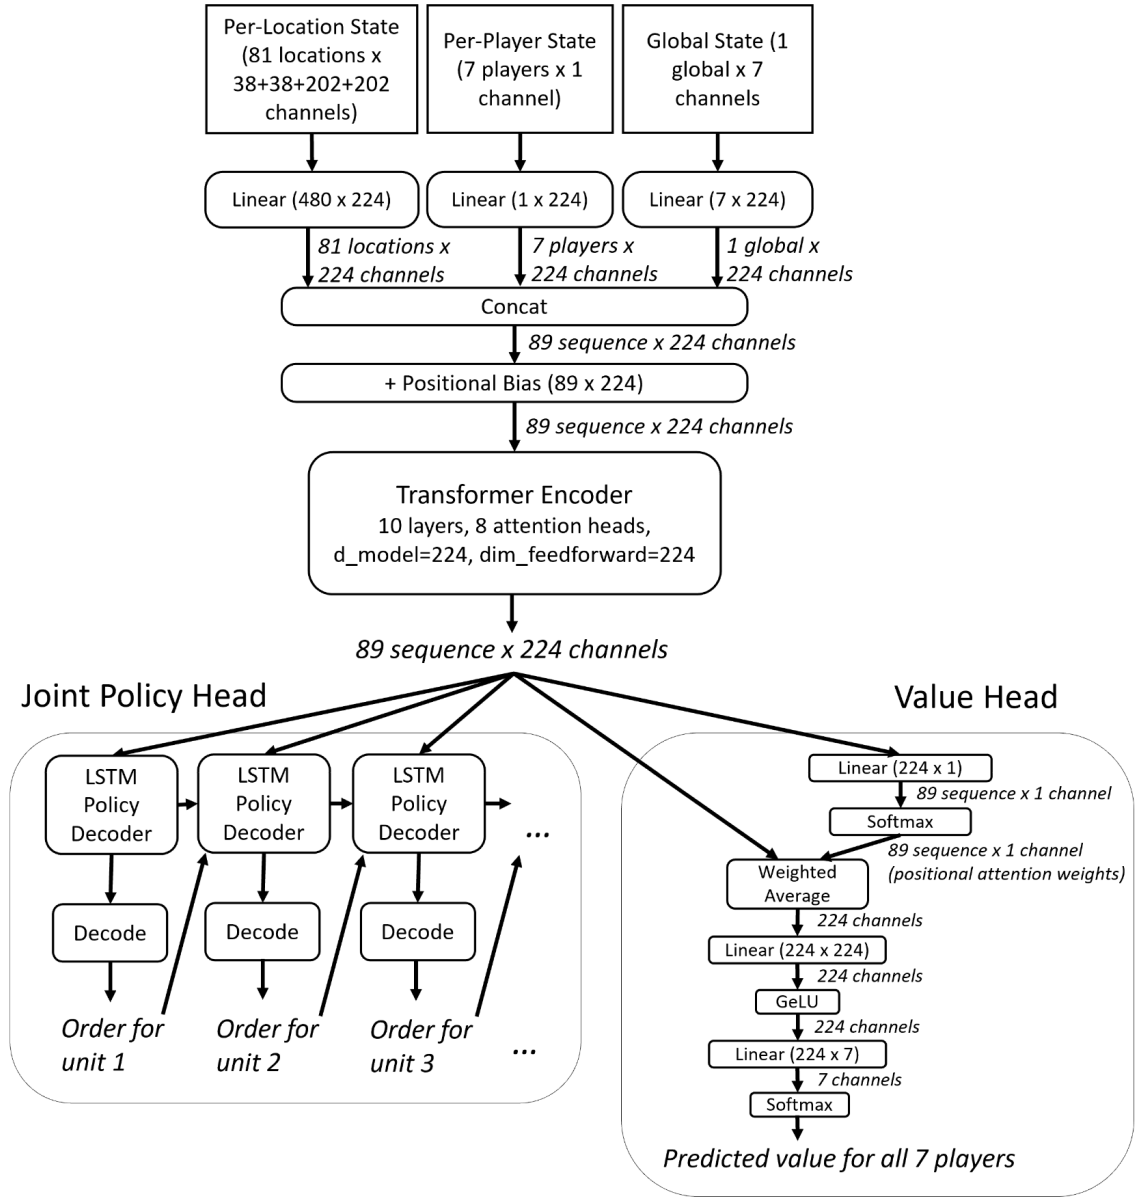 Per-Location State
(81 locations x
38+38+202+202
channels)
Per-Player State
(7 players x 1
channel)
Global State (1
global x 7
channels
Linear (480 x 224)
Linear (1 x 224)
Linear (7 x 224)
81 locations x
224 channels
7 players x
224 channels
1 global x
224 channels
Concat
89 sequence x 224 channels
+ Positional Bias (89 x 224)
89 sequence x 224 channels
Transformer Encoder
10 layers, 8 attention heads,
d_model=224, dim_feedforward=224
89 sequence x 224 channels
Joint Policy Head
LSTM
Policy
Decoder
LSTM
Policy
Decoder
LSTM
Policy
Decoder
...
Decode
Decode
Decode
Order for
unit 1
Order for
unit 2
Order for
unit 3
...
Value Head
Linear (224 x 1)
89 sequence x 1 channel
Softmax
89 sequence x 1 channel
(positional attention weights)
Weighted
Average
224 channels
Linear (224 x 224)
224 channels
GeLU
224 channels
Linear (224 x 7)
7 channels
Softmax
Predicted value for all 7 players